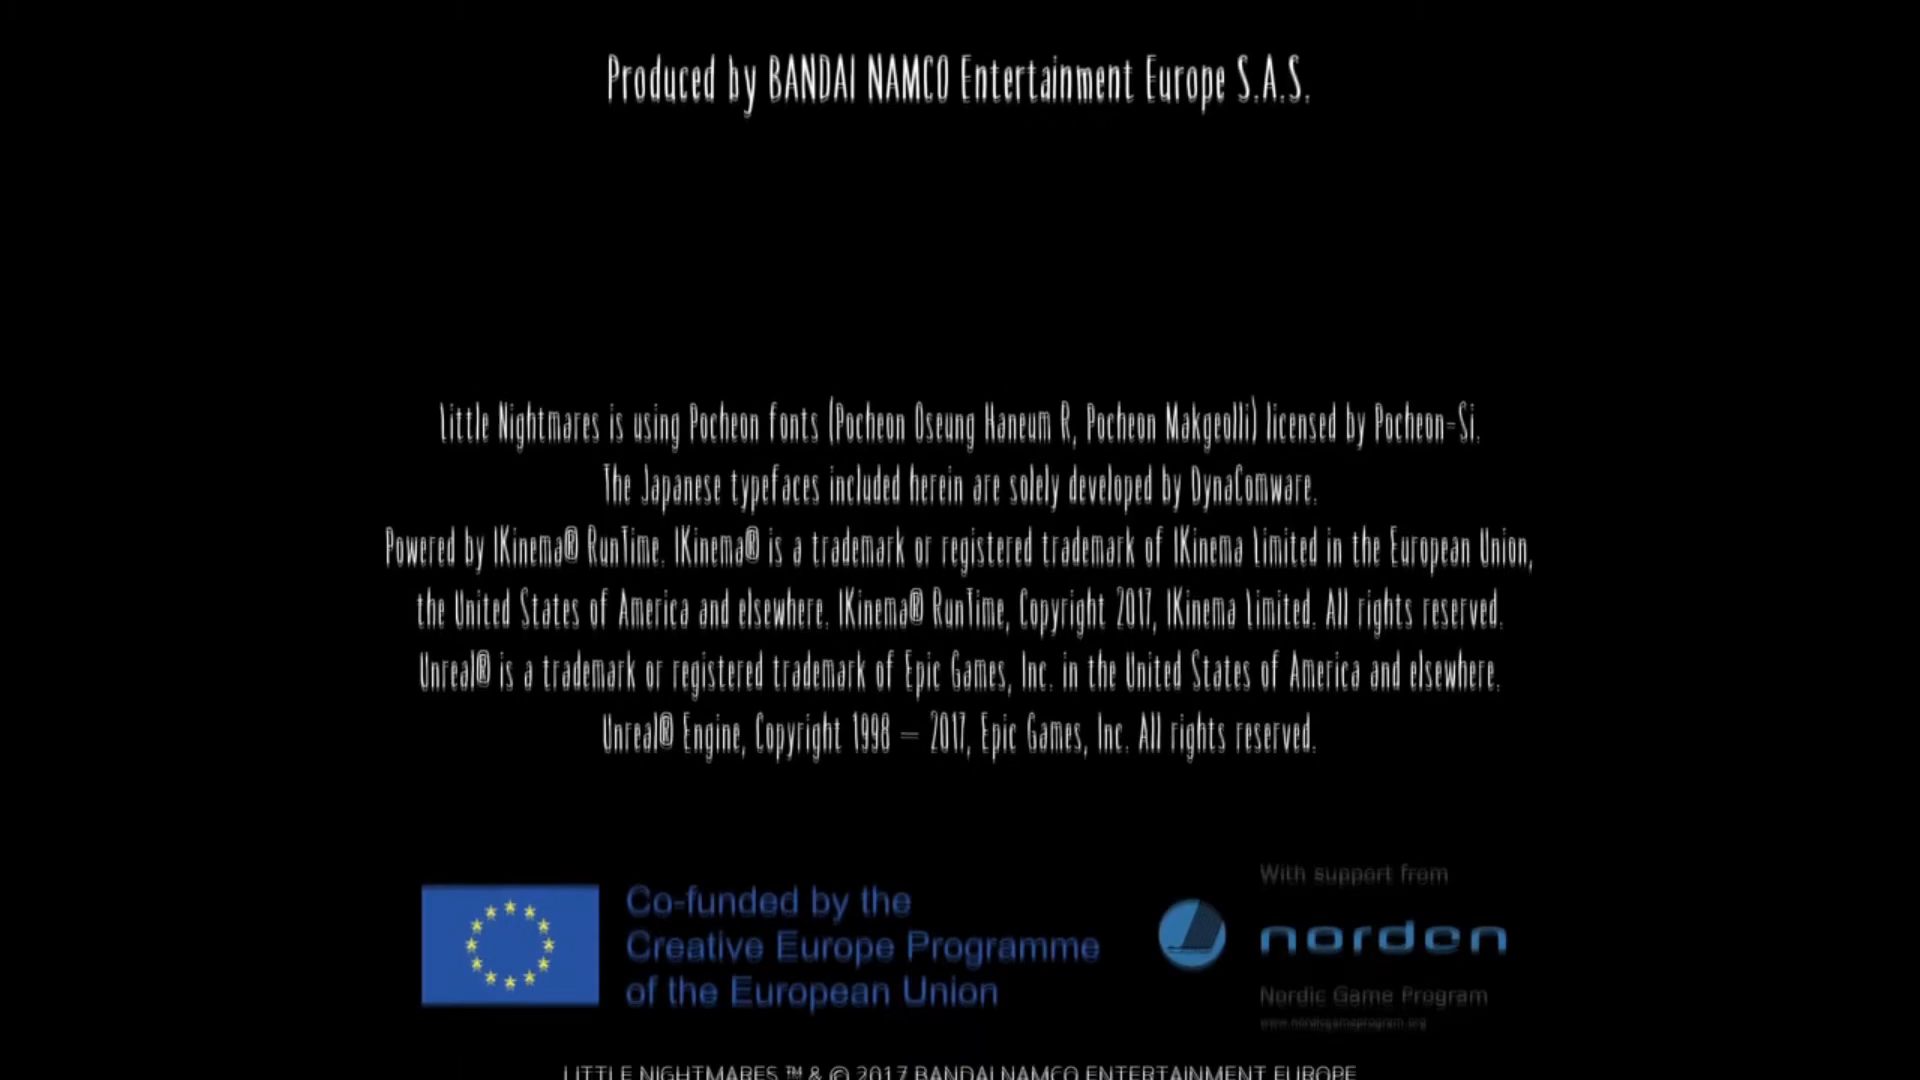 Produced by BANDAI NAMCO Entertainment Europe S.A.S.
Little Nightmares is using Pocheon fonts (Pocheon Oseung Haneum R, Pocheon Makgeolli) licensed by Pocheon-Si.
The Japanese typefaces included herein are solely developed by DynaComware.
Powered by IKinema® RunTime. IKinema® is a trademark or registered trademark of IKinema Limited in the European Union,
the United States of America and elsewhere. IKinema® RunTime, Copyright 2017, IKinema Limited. All rights reserved.
Unreal® is a trademark or registered trademark of Epic Games, Inc. in the United States of America and elsewhere.
Unreal® Engine, Copyright 1998 – 2017, Epic Games, Inc. All rights reserved.
Co-funded by the
Creative Europe Programme
of the European Union
With support from
norden
Nordic Game Program
www.nordicgameprogram.org
LITTLE NIGHTMARES ™ & © 2017 BANDAI NAMCO ENTERTAINMENT EUROPE